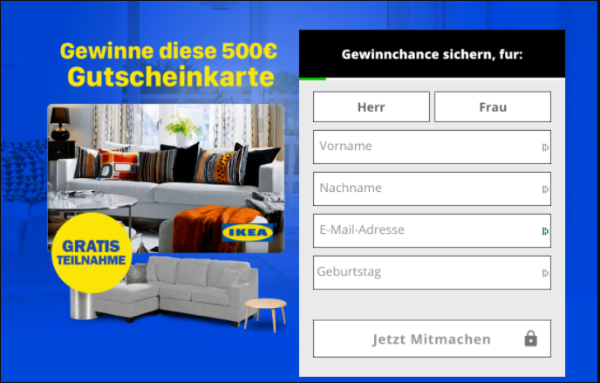 Gewinne diese 500€
Gutscheinkarte
IKEA
GRATIS
TEILNAHME
Gewinnchance sichern, fur:
Herr
Frau
Vorname
Nachname
E-Mail-Adresse
Geburtstag
Jetzt Mitmachen